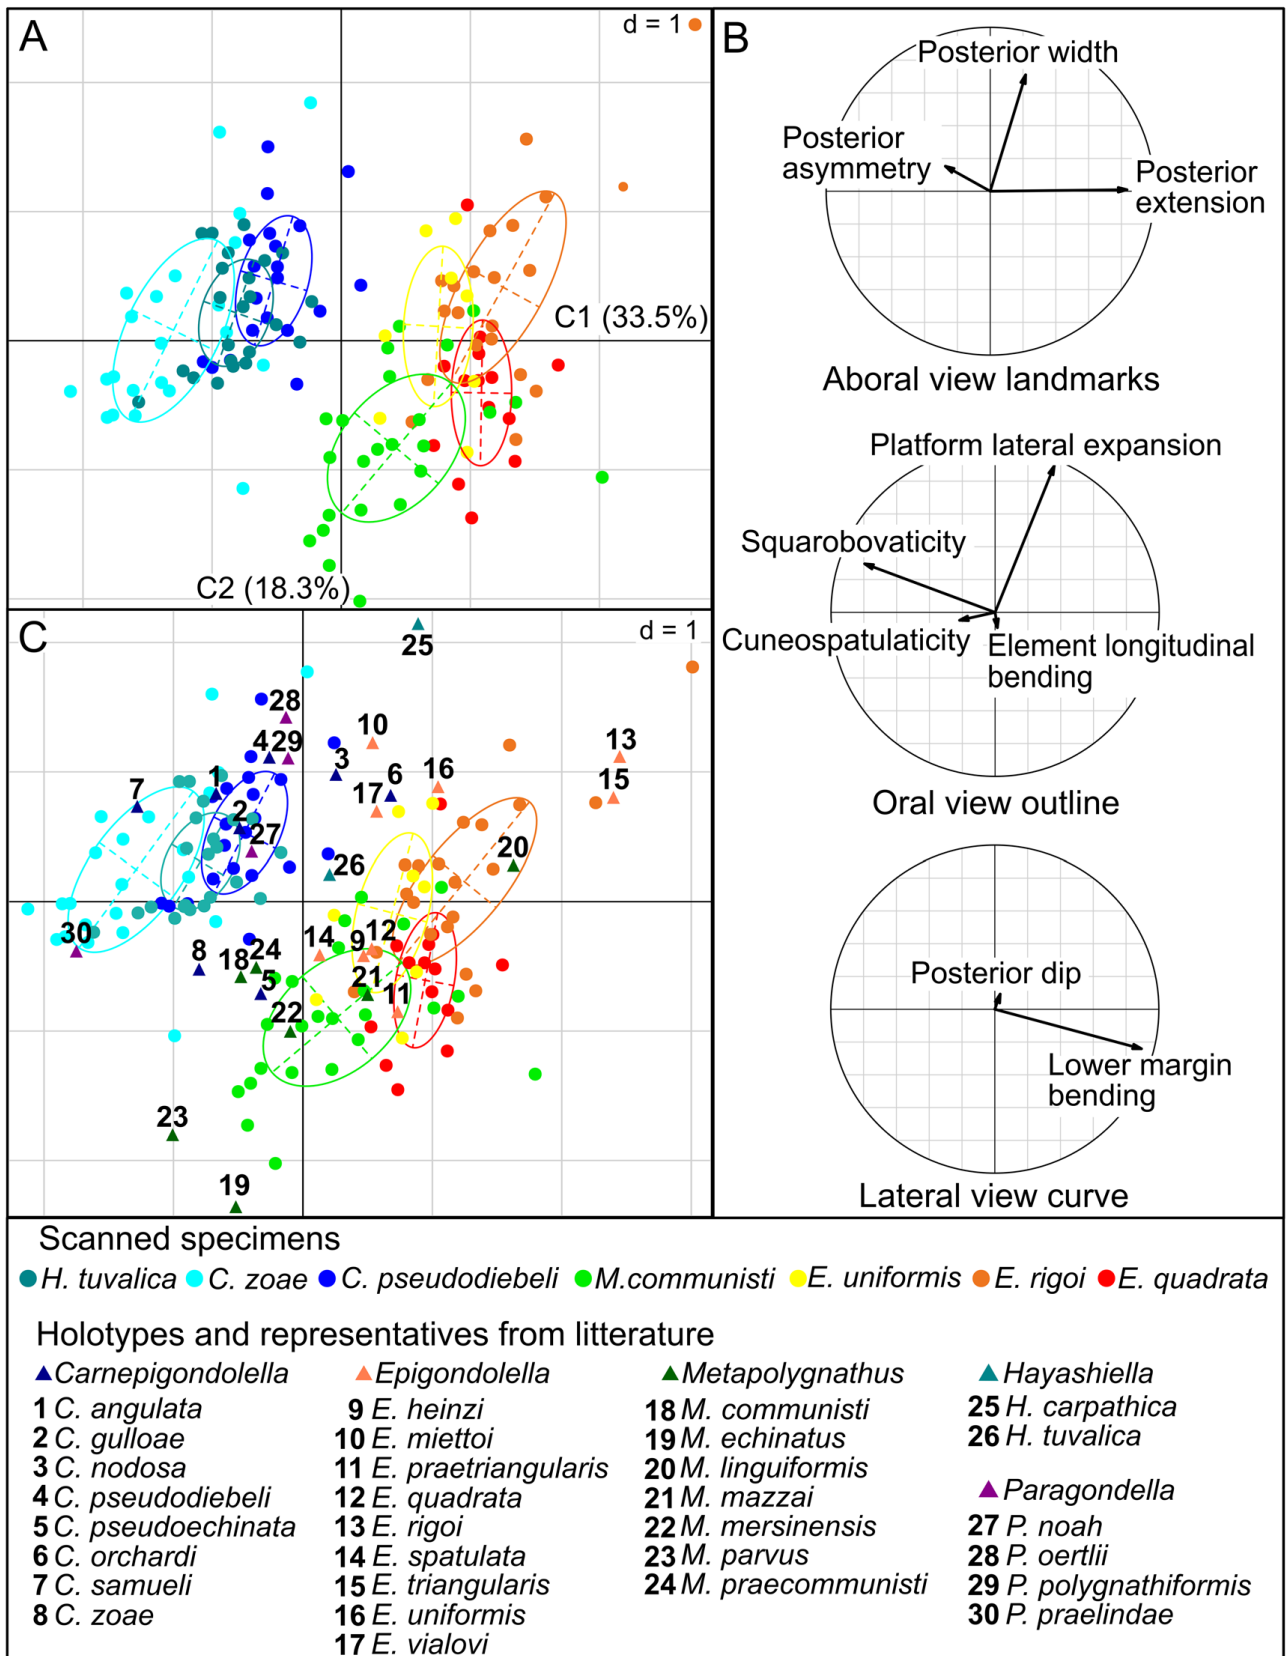 A
d = 1
C1 (33.5%)
C2 (18.3%)
B
Posterior width
Posterior
asymmetry
Posterior
extension
Aboral view landmarks
Platform lateral expansion
Squarobovaticity
Cuneospatulaticity
Element longitudinal
bending
Oral view outline
Posterior dip
Lower margin
bending
Lateral view curve
C
d = 1
25
28
10
13
4
29
3
7
1
6
16
17
15
2
27
20
26
30
8
18
24
14
9
12
5
21
11
22
23
19
Scanned specimens
H. tuvalica
C. zoae
C. pseudodiebeli
M.communisti
E. uniformis
E. rigoi
E. quadrata
Holotypes and representatives from litterature
Carnepigondolella
1 C. angulata
2 C. gulloae
3 C. nodosa
4 C. pseudodiebeli
5 C. pseudoechinata
6 C. orchardi
7 C. samueli
8 C. zoae
Epigondolella
9 E. heinzi
10 E. miettoi
11 E. praetriangularis
12 E. quadrata
13 E. rigoi
14 E. spatulata
15 E. triangularis
16 E. uniformis
17 E. vialovi
Metapolygnathus
18 M. communisti
19 M. echinatus
20 M. linguiformis
21 M. mazzai
22 M. mersinensis
23 M. parvus
24 M. praecommunisti
Hayashiella
25 H. carpathica
26 H. tuvalica
Paragondella
27 P. noah
28 P. oertlii
29 P. polygnathiformis
30 P. praelindae